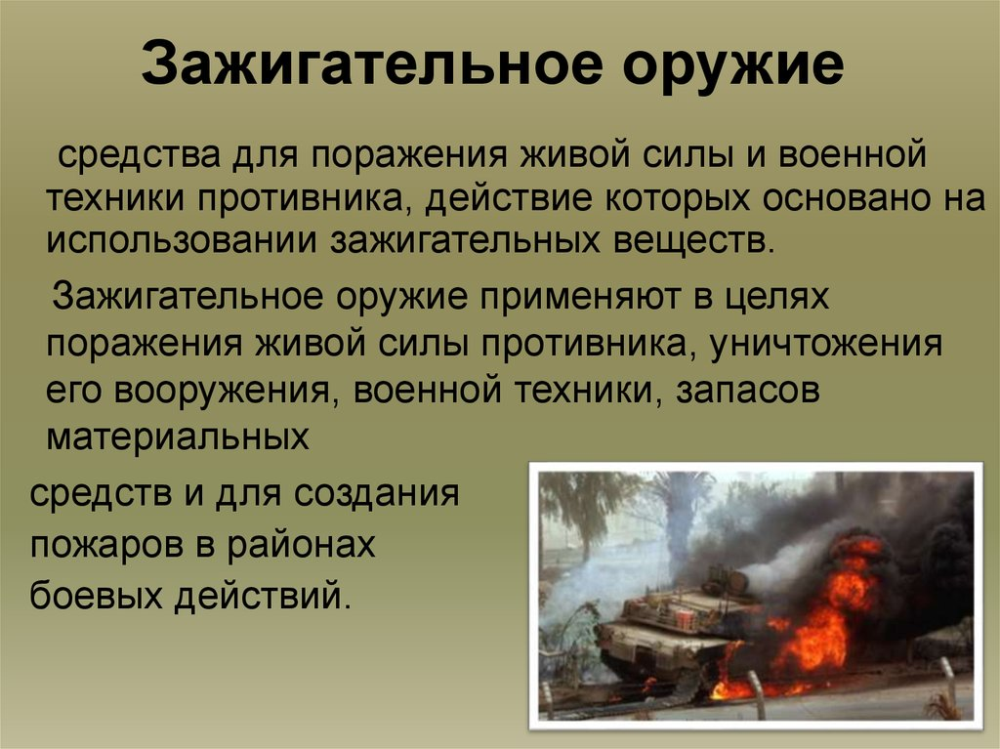 Зажигательное оружие
средства для поражения живой силы и военной
техники противника, действие которых основано на
использовании зажигательных веществ.
Зажигательное оружие применяют в целях
поражения живой силы противника, уничтожения
его вооружения, военной техники, запасов
материальных
средств и для создания
пожаров в районах
боевых действий.